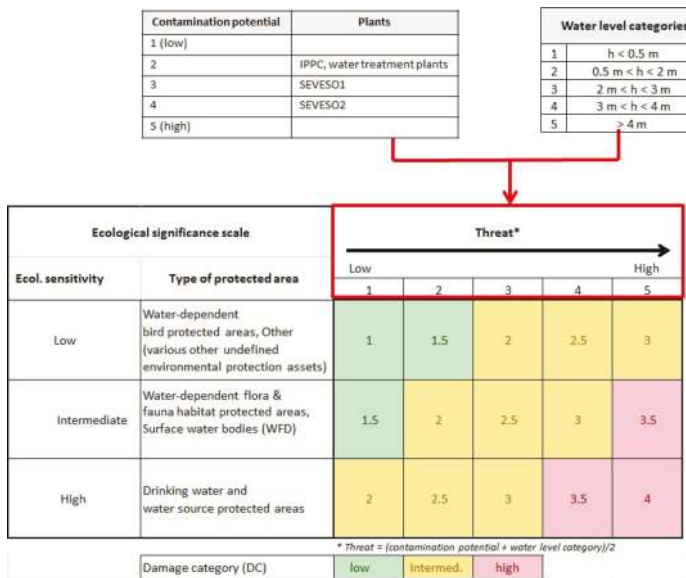 Contamination potential Plants
1 (low)
2 IPPC, water treatment plants
3 SEVESO1
4 SEVESO2
5 (high)
Water level categories
1 h < 0.5 m
2 0.5 m < h < 2 m
3 2 m < h < 3 m
4 3 m < h < 4 m
5 > 4 m
Ecological significance scale Threat*
Low High
Ecol. sensitivity Type of protected area 1 2 3 4 5
Low
Water-dependent
bird protected areas, Other
(various other undefined
environmental protection assets)
1 1.5 2 2.5 3
Intermediate
Water-dependent flora &
fauna habitat protected areas,
Surface water bodies (WFD)
1.5 2 2.5 3 3.5
High
Drinking water and
water source protected areas
2 2.5 3 3.5 4
* Threat = (contamination potential + water level category)/2
Damage category (DC) low Intermed. high